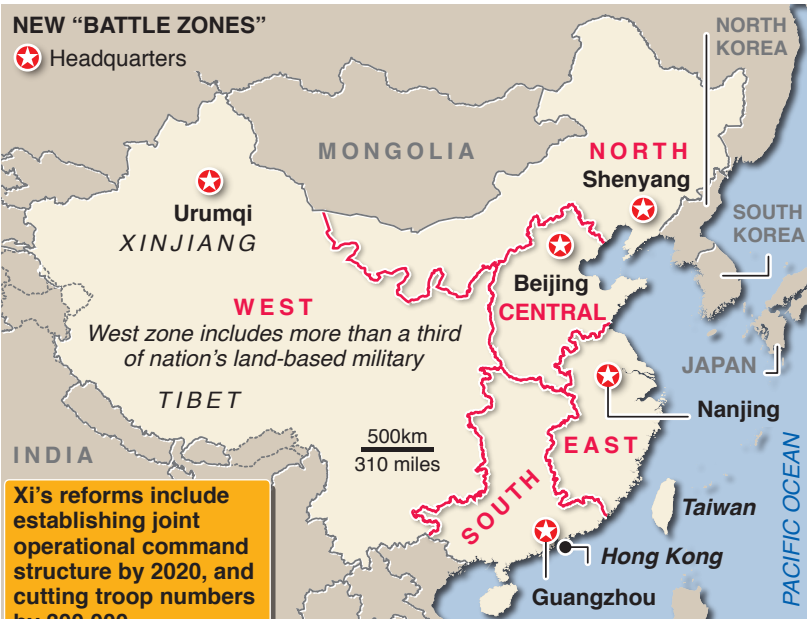 NEW “BATTLE ZONES”
Headquarters
NORTH
KOREA
MONGOLIA
NORTH
Shenyang
Urumqi
XINJIANG
SOUTH
KOREA
Beijing
CENTRAL
WEST
West zone includes more than a third
of nation’s land-based military
JAPAN
TIBET
Nanjing
500km
310 miles
EAST
INDIA
SOUTH
PACIFIC OCEAN
Taiwan
Hong Kong
Guangzhou
Xi’s reforms include
establishing joint
operational command
structure by 2020, and
cutting troop numbers